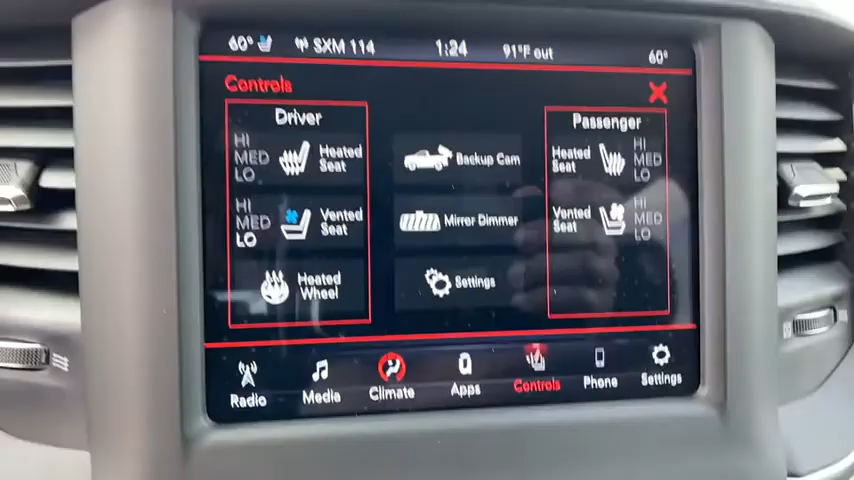 60° SXM 114 1:24 91°F out 60°
Controls
Driver
HI
MED
LO
Heated
Seat
HI
MED
LO
Vented
Seat
Heated
Wheel
Backup Cam
Mirror Dimmer
Settings
Passenger
Heated
Seat
HI
MED
LO
Vented
Seat
HI
MED
LO
Radio Media Climate Apps Controls Phone Settings